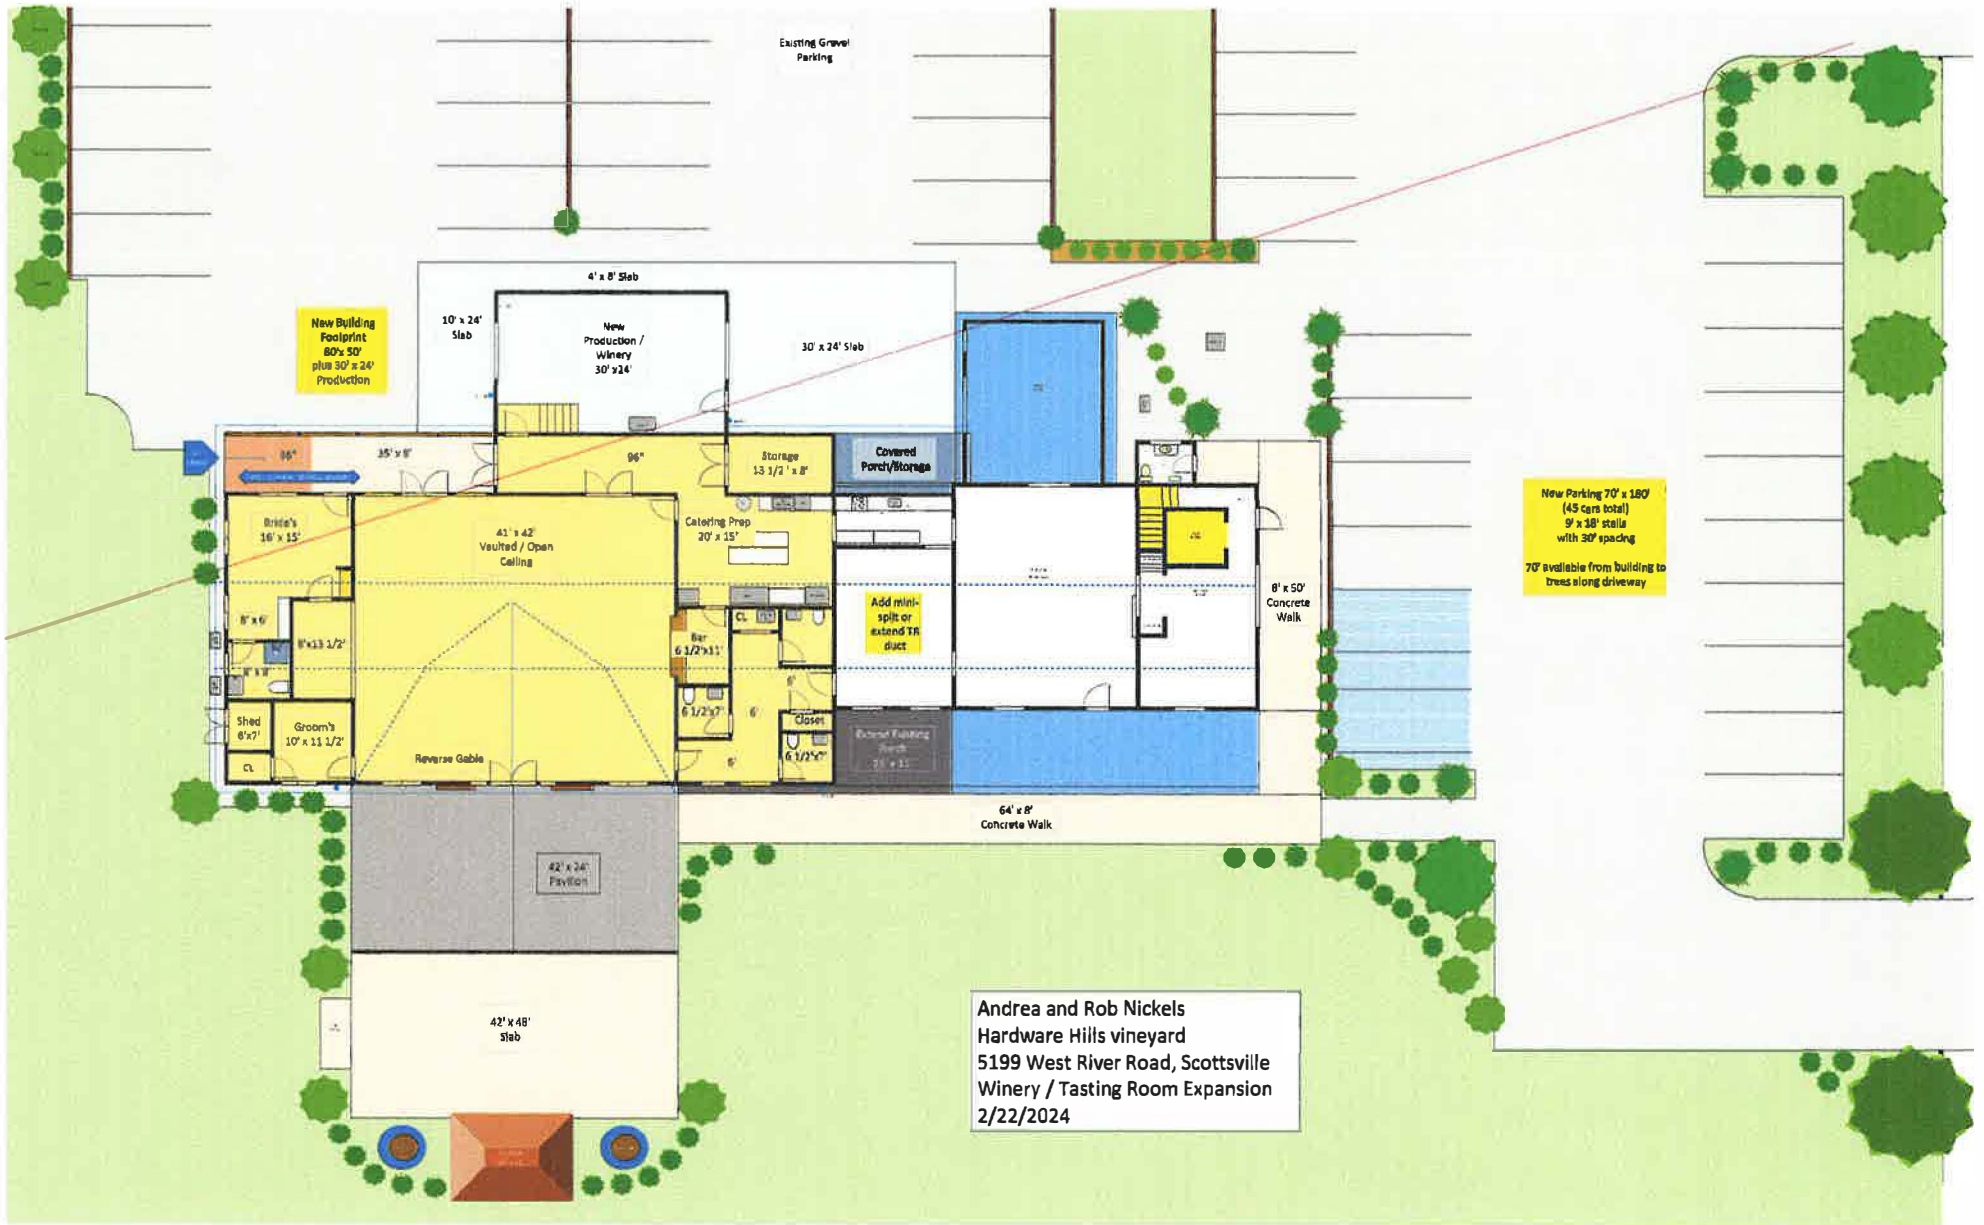 Existing Gravel
Parking
4' x 8' Slab
10' x 24'
Slab
New
Production /
Winery
30' x24'
30' x 24' Slab
New Building
Footprint
80'x 50'
plus 30' x 24'
Production
35' x 8'
96"
Storage
13 1/2 ' x 8'
Covered
Porch/Storage
Bride's
16' x 15'
41' x 42'
Vaulted / Open
Ceiling
Catering Prep
20' x 15'
New Parking 70' x 180'
(45 cars total)
9' x 18' stalls
with 30' spacing
70' available from building to
trees along driveway
8' x 50'
Concrete
Walk
Add mini-
split or
extend TR
duct
8' x 6'
8'x13 1/2'
CL
Bar
6 1/2'x11'
6'
6 1/2'x7'
6'
Closet
Shed
6'x7'
Groom's
10' x 11 1/2'
CL
Reverse Gable
6'
6 1/2'x7'
Extend Existing
Porch
64' x 8'
Concrete Walk
42' x 24'
Pavilion
42' x 48'
Slab
Andrea and Rob Nickels
Hardware Hills vineyard
5199 West River Road, Scottsville
Winery / Tasting Room Expansion
2/22/2024